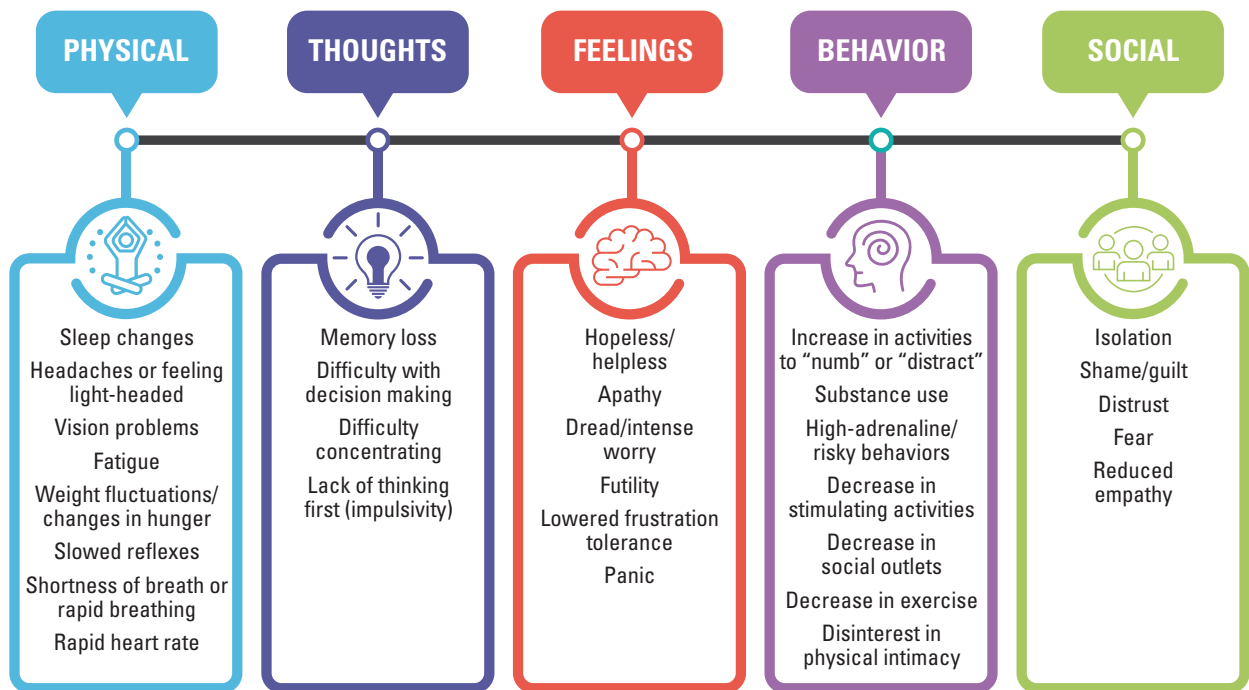 PHYSICAL
THOUGHTS
FEELINGS
BEHAVIOR
SOCIAL
Sleep changes
Headaches or feeling
light-headed
Vision problems
Fatigue
Weight fluctuations/
changes in hunger
Slowed reflexes
Shortness of breath or
rapid breathing
Rapid heart rate
Memory loss
Difficulty with
decision making
Difficulty
concentrating
Lack of thinking
first (impulsivity)
Hopeless/
helpless
Apathy
Dread/intense
worry
Futility
Lowered frustration
tolerance
Panic
Increase in activities
to “numb” or “distract”
Substance use
High-adrenaline/
risky behaviors
Decrease in
stimulating activities
Decrease in
social outlets
Decrease in exercise
Disinterest in
physical intimacy
Isolation
Shame/guilt
Distrust
Fear
Reduced
empathy